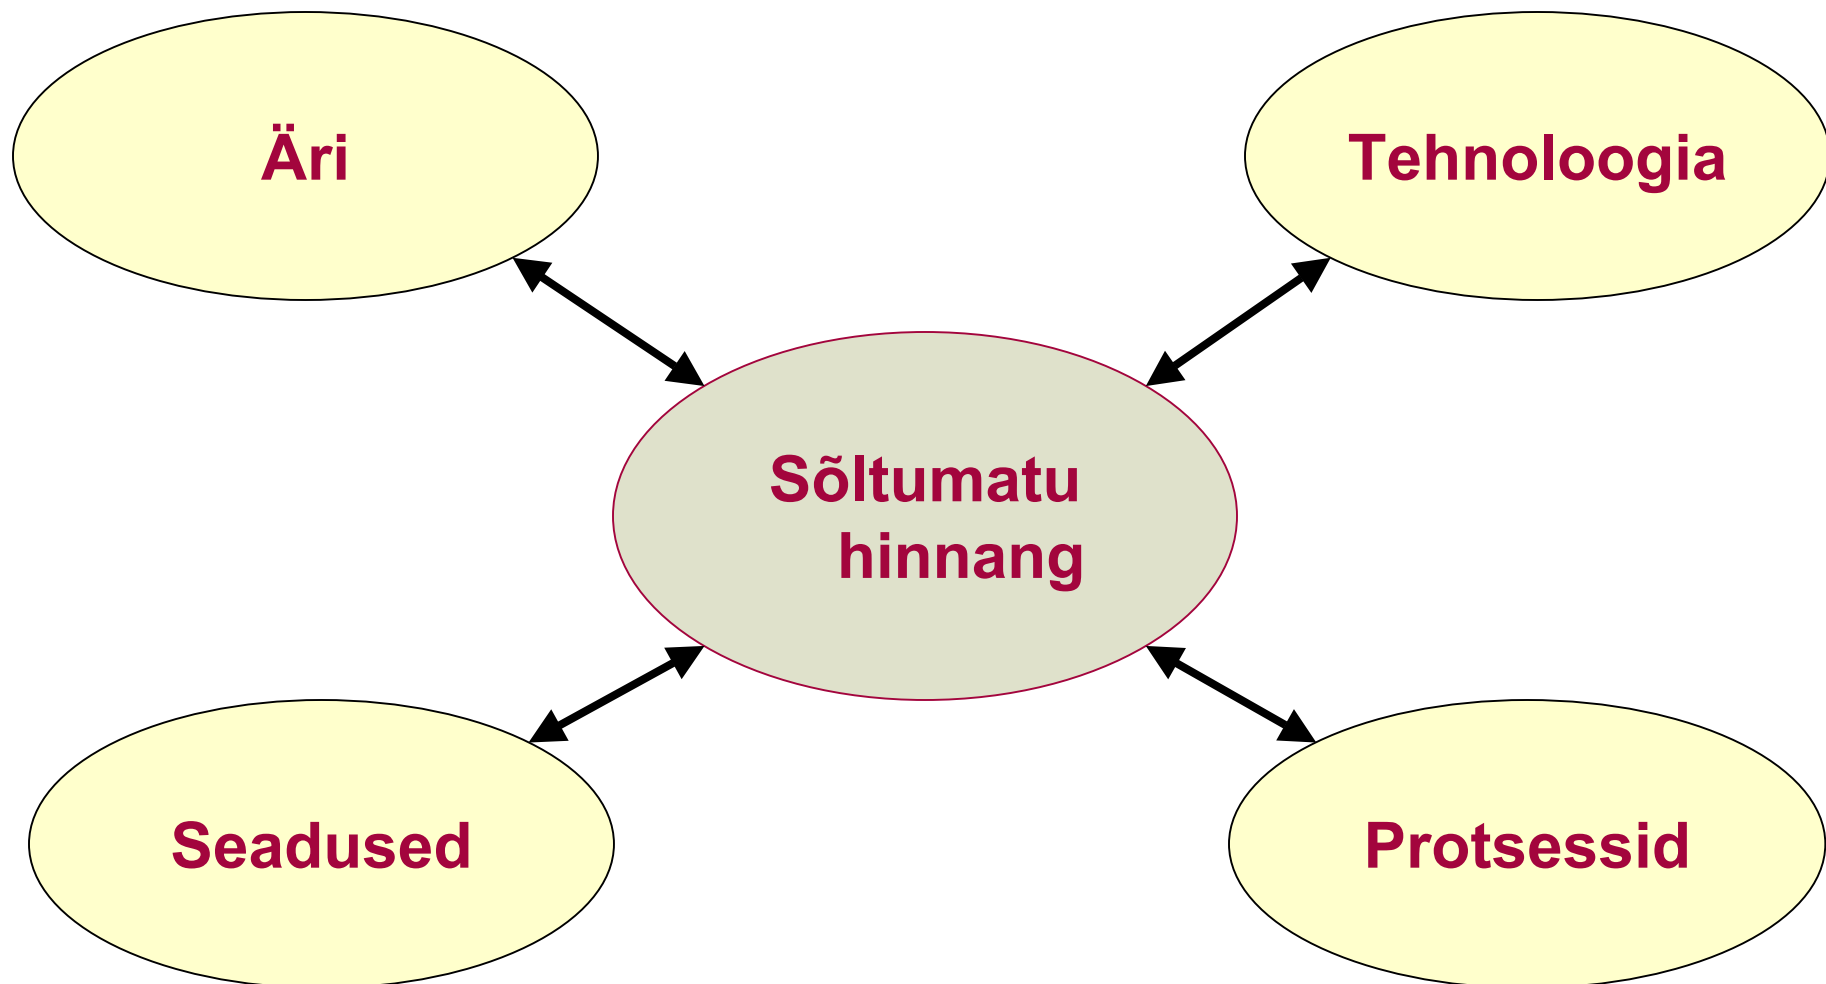 Äri
Tehnoloogia
Sõltumatu
hinnang
Seadused
Protsessid